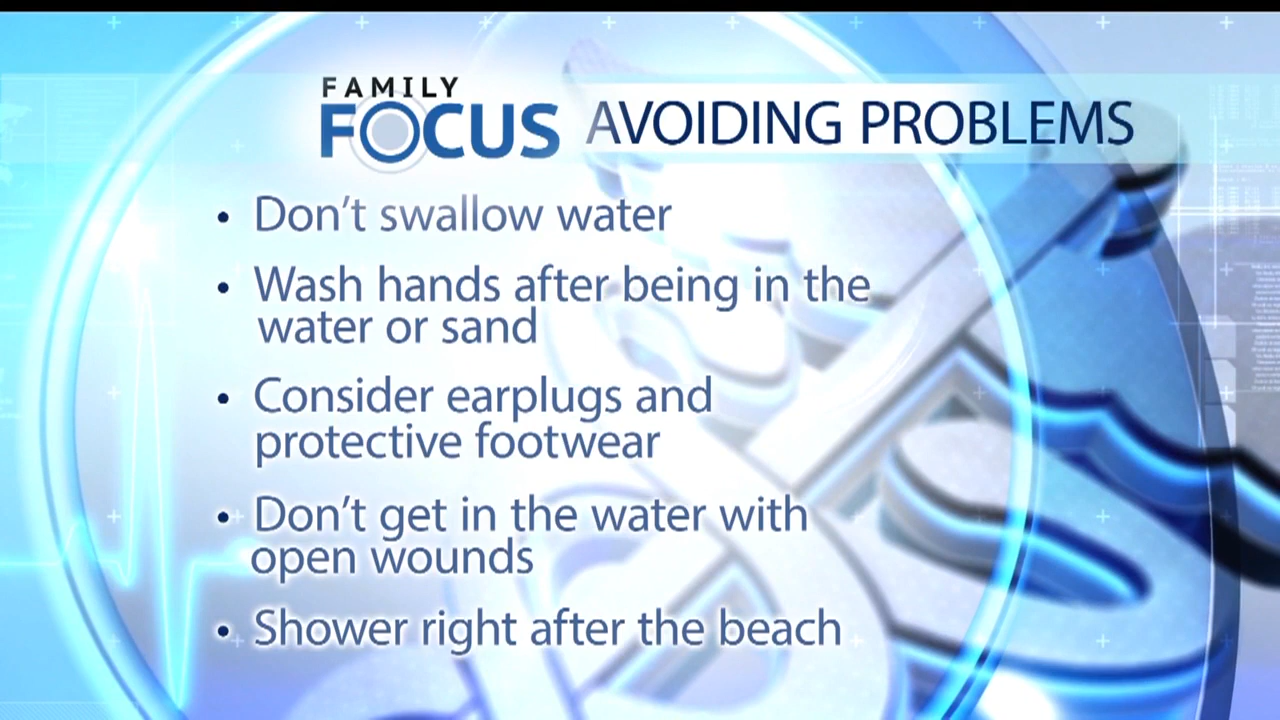 FAMILY
FOCUS AVOIDING PROBLEMS
• Don't swallow water
• Wash hands after being in the
water or sand
• Consider earplugs and
protective footwear
• Don't get in the water with
open wounds
• Shower right after the beach